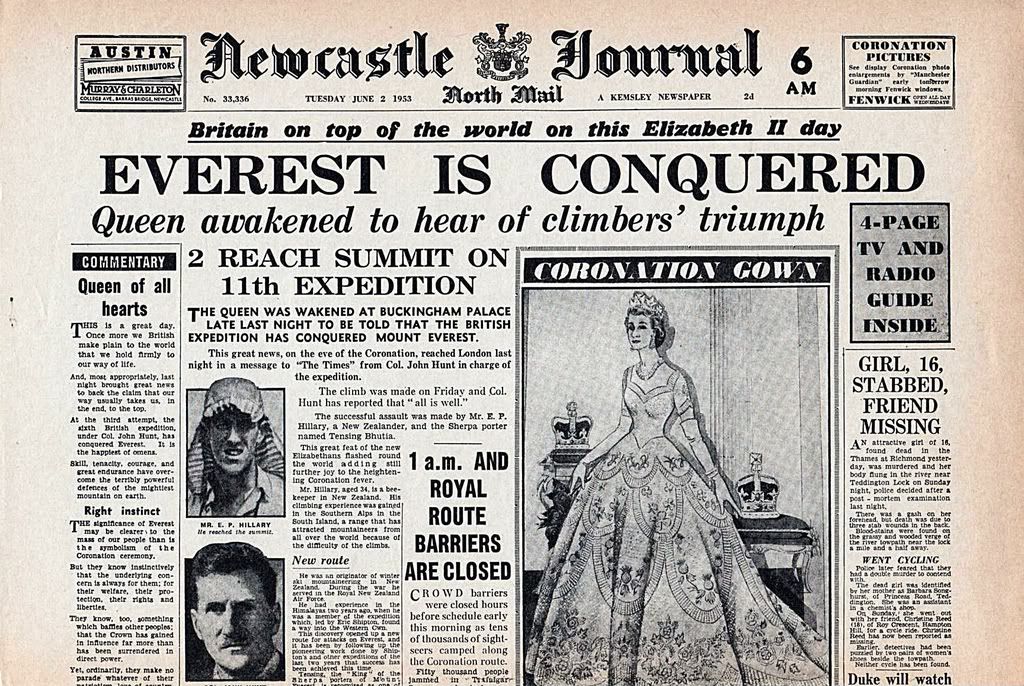 AUSTIN
NORTHERN DISTRIBUTORS
MURRAY & CHARLETON
COLLEGE AVE., BARRAS BRIDGE, NEWCASTLE
Newcastle Journal
6
AM
No. 33,336
TUESDAY JUNE 2 1953
North Mail
A KEMSLEY NEWSPAPER
2d
CORONATION
PICTURES
See display Coronation photo
enlargements by "Manchester
Guardian" early tomorrow
morning Fenwick windows.
FENWICK OPEN ALL DAY
WEDNESDAYS
Britain on top of the world on this Elizabeth II day
EVEREST IS CONQUERED
Queen awakened to hear of climbers' triumph
4-PAGE
TV AND
RADIO
GUIDE
INSIDE
COMMENTARY
Queen of all
hearts
THIS is a great day.
Once more we British
make plain to the world
that we hold firmly to
our way of life.
And, most appropriately, last
night brought great news
to back the claim that our
way usually takes us, in
the end, to the top.
At the third attempt, the
sixth British expedition,
under Col. John Hunt, has
conquered Everest. It is
the happiest of omens.
Skill, tenacity, courage, and
great endurance have over-
come the terribly powerful
defences of the mightiest
mountain on earth.
Right instinct
THE significance of Everest
may be clearer to the
mass of our people than is
the symbolism of the
Coronation ceremony.
But they know instinctively
that the underlying con-
cern is always for them; for
their welfare, their pro-
tection, their rights and
liberties.
They know, too, something
which baffles other peoples;
that the Crown has gained
in influence far more than
has been surrendered in
direct power.
Yet, ordinarily, they make no
parade whatever of their
2 REACH SUMMIT ON
11th EXPEDITION
THE QUEEN WAS WAKENED AT BUCKINGHAM PALACE
LATE LAST NIGHT TO BE TOLD THAT THE BRITISH
EXPEDITION HAS CONQUERED MOUNT EVEREST.
This great news, on the eve of the Coronation, reached London last
night in a message to "The Times" from Col. John Hunt in charge of
the expedition.
The climb was made on Friday and Col.
Hunt has reported that "all is well."
The successful assault was made by Mr. E. P.
Hillary, a New Zealander, and the Sherpa porter
named Tensing Bhutia.
This great feat of the new
Elizabethans flashed round
the world adding still
further joy to the heighten-
ing Coronation fever.
Mr. Hillary, aged 34, is a bee-
keeper in New Zealand. His
climbing experience was gained
in the Southern Alps in the
South Island, a range that has
attracted mountaineers from
all over the world because of
the difficulty of the climbs.
New route
He was an originator of winter
ski mountaineering in New
Zealand. During the war he
served in the Royal New Zealand
Air Force.
He had experience in the
Himalayas two years ago, when he
was a member of the expedition
which, led by Eric Shipton, found
a way into the Western Cwm.
This discovery opened up a new
route for attacks on Everest, and
it has been by following up the
pioneering work done by Ship-
ton and other expeditions of the
last two years that success has
been achieved this time.
Tensing, the "King" of the
Sherpa porters of Mount
MR. E. P. HILLARY
He reached the summit.
1 a.m. AND
ROYAL
ROUTE
BARRIERS
ARE CLOSED
CROWD barriers
were closed hours
before schedule early
this morning as tens
of thousands of sight-
seers camped along
the Coronation route.
Fifty thousand people
jammed in Trafalgar
CORONATION GOWN
GIRL, 16,
STABBED,
FRIEND
MISSING
AN attractive girl of 16,
found dead in the
Thames at Richmond yester-
day, was murdered and her
body flung in the river near
Teddington Lock on Sunday
night, police decided after a
post-mortem examination
last night.
There was a gash on her
forehead, but death was due to
three stab wounds in the back.
Blood-stains were found on
the grassy and wooded verge of
the river towpath near the lock
a mile and a half away.
WENT CYCLING
Police later feared that they
had a double murder to contend
with.
The dead girl was identified
by her mother as Barbara Song-
hurst, of Princess Road, Ted-
dington. She was an assistant
in a chemist's shop.
On Sunday, she went out
with her friend, Christine Reed
(18), of Roy Crescent, Hampton
Hill, for a cycle ride. Christine
Reed has now been reported as
missing.
Earlier, detectives had been
puzzled by two pairs of women's
shoes beside the towpath.
Neither cycle has been found.
Duke will watch